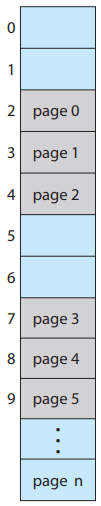 0
1
2 page 0
3 page 1
4 page 2
5
6
7 page 3
8 page 4
9 page 5
page n